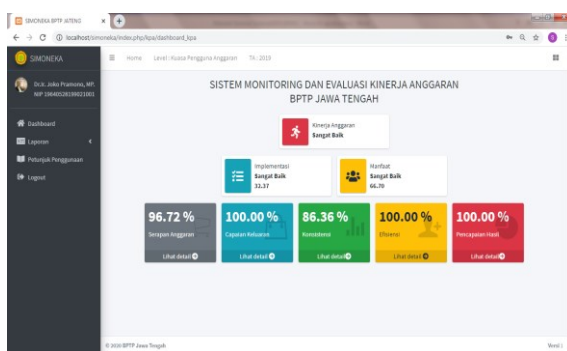 SIMONEKA BPTP JATENG
localhost/simoneka/index.php/kpa/dashboard_kpa
SIMONEKA
Home Level : Kuasa Pengguna Anggaran TA : 2019
Dr.Ir. Joko Pramono, MP.
NIP 196405281990021001
Dashboard
Laporan
Petunjuk Penggunaan
Logout
SISTEM MONITORING DAN EVALUASI KINERJA ANGGARAN
BPTP JAWA TENGAH
Kinerja Anggaran
Sangat Baik
Implementasi
Sangat Baik
33.37
Manfaat
Sangat Baik
66.70
96.72 %
Serapan Anggaran
Lihat detail
100.00 %
Capaian Keluaran
Lihat detail
86.36 %
Konsistensi
Lihat detail
100.00 %
Efisiensi
Lihat detail
100.00 %
Pencapaian Hasil
Lihat detail
© 2020 BPTP Jawa Tengah
Versi 1